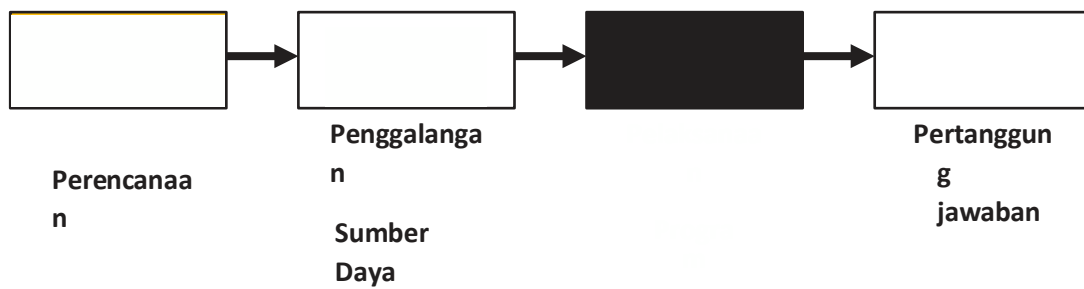 Perencanaa
n
Penggalanga
n
Sumber
Daya
Pertanggun
g
jawaban